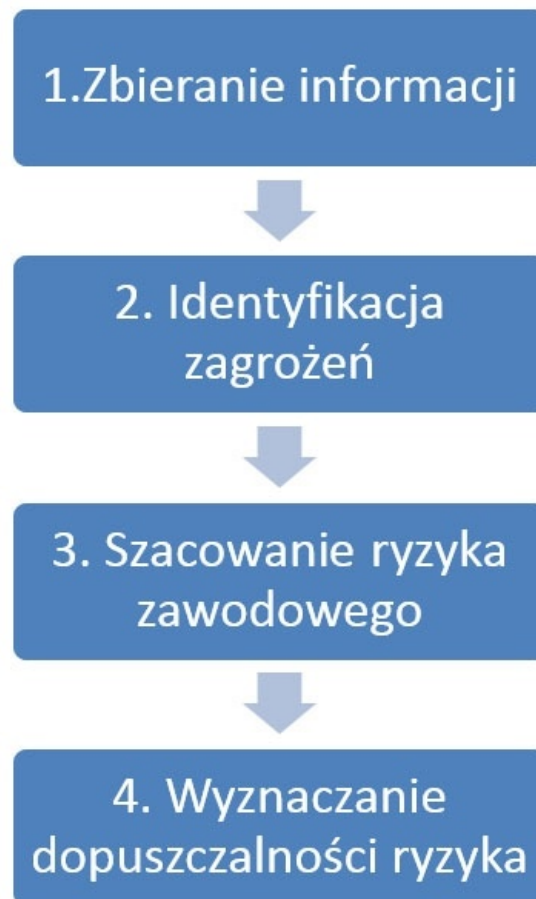 1.Zbieranie informacji
2. Identyfikacja
zagrożeń
3. Szacowanie ryzyka
zawodowego
4. Wyznaczanie
dopuszczalności ryzyka